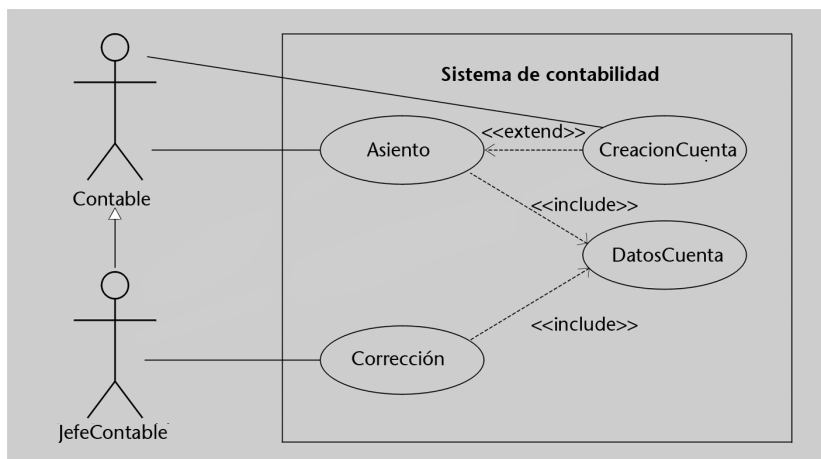 Sistema de contabilidad
<<extend>>
Asiento
CreacionCuenta
Contable
<<include>>
DatosCuenta
<<include>>
Corrección
JefeContable